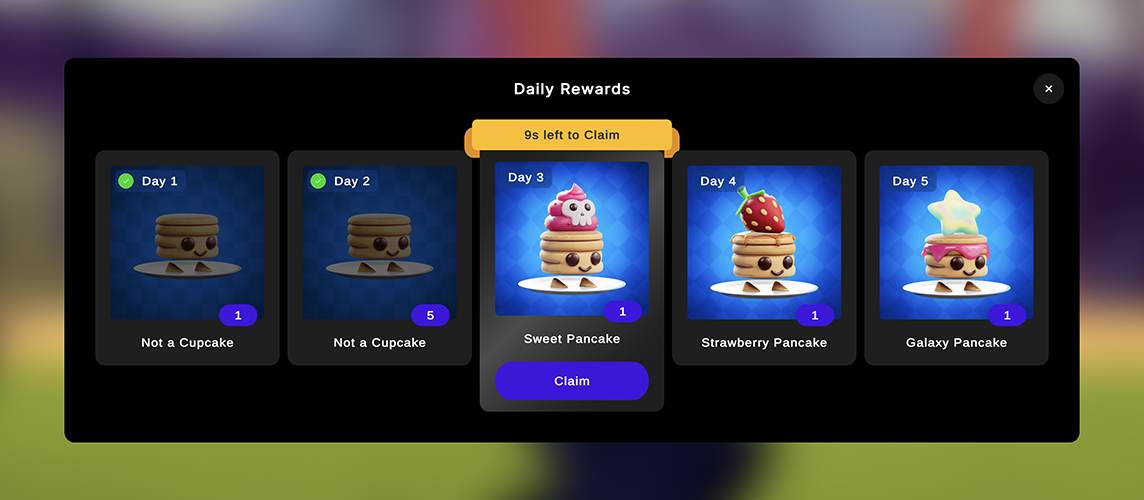 Daily Rewards
9s left to Claim
Day 1
1
Not a Cupcake
Day 2
5
Not a Cupcake
Day 3
1
Sweet Pancake
Claim
Day 4
1
Strawberry Pancake
Day 5
1
Galaxy Pancake